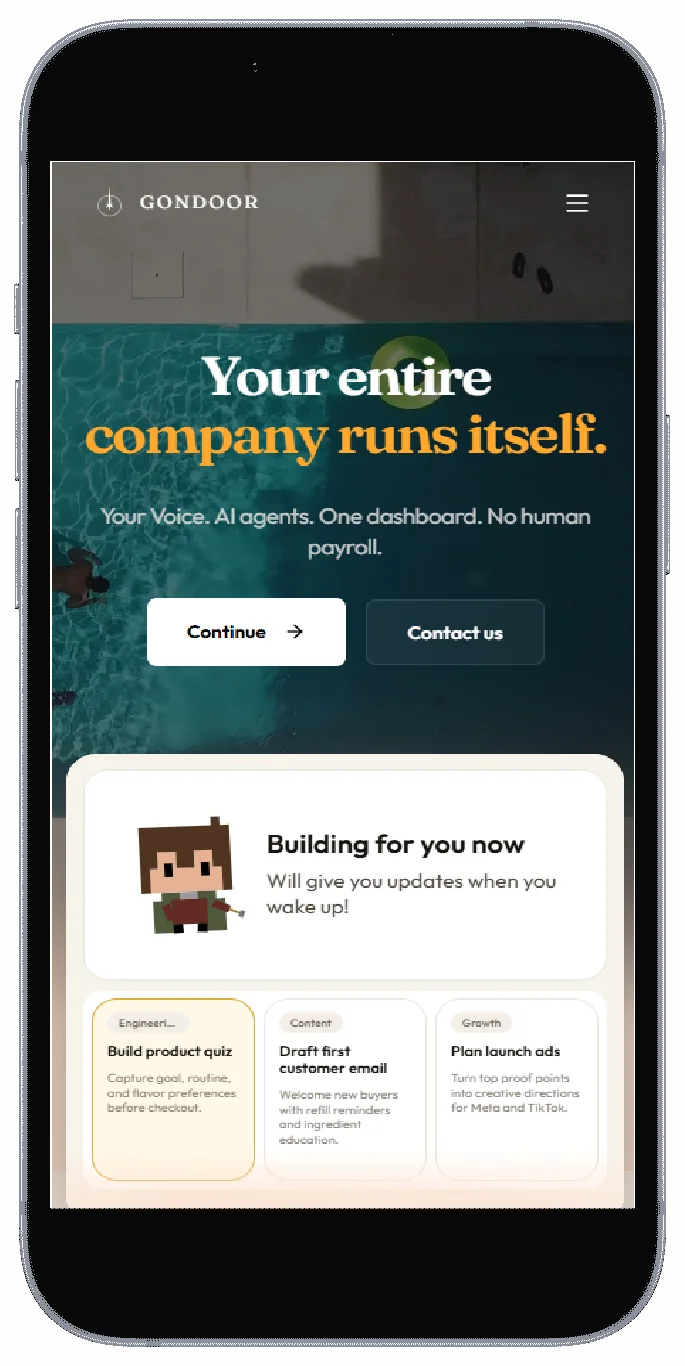 GONDOOR
Your entire
company runs itself.
Your Voice. AI agents. One dashboard. No human
payroll.
Continue →
Contact us
Building for you now
Will give you updates when you
wake up!
Engineeri...
Build product quiz
Capture goal, routine,
and flavor preferences
before checkout.
Content
Draft first
customer email
Welcome new buyers
with refill reminders
and ingredient
education.
Growth
Plan launch ads
Turn top proof points
into creative directions
for Meta and TikTok.